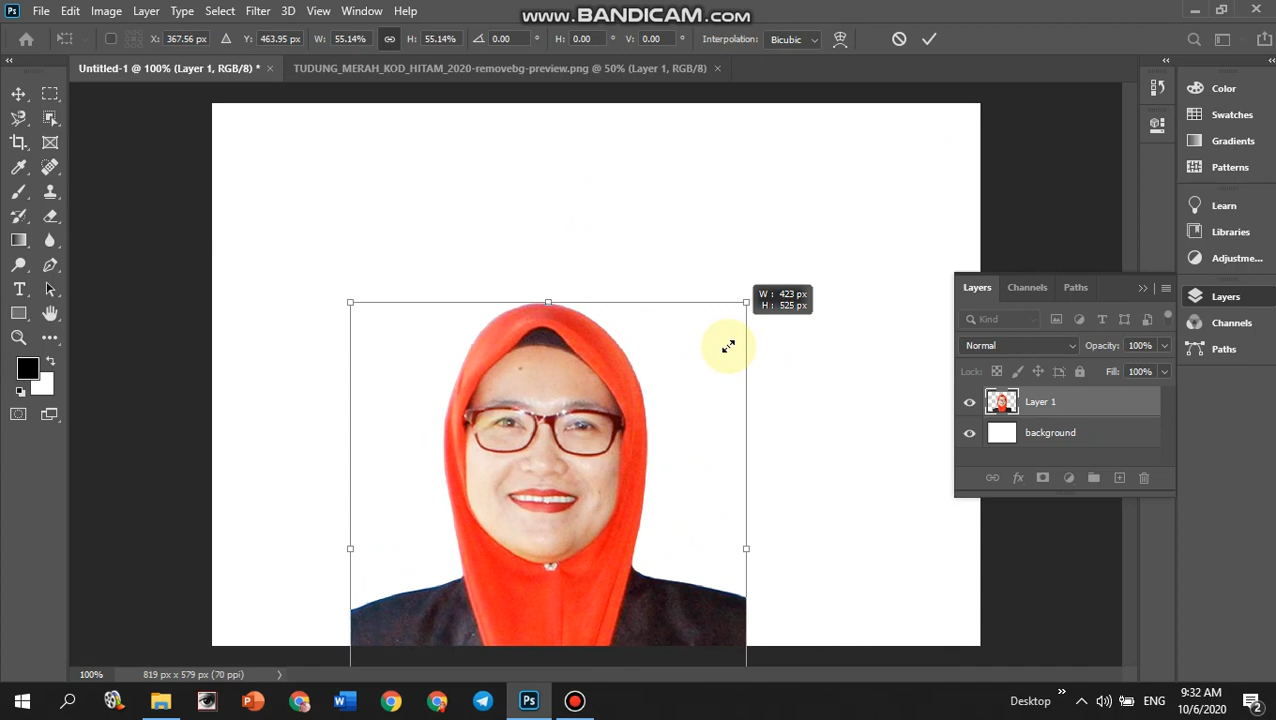 Ps File Edit Image Layer Type Select Filter 3D View Window Help
www.BANDICAM.com
X: 367.56 px Y: 463.95 px W: 55.14% H: 55.14% 0.00 ° H: 0.00 ° V: 0.00 ° Interpolation: Bicubic
Untitled-1 @ 100% (Layer 1, RGB/8) * × TUDUNG_MERAH_KOD_HITAM_2020-removebg-preview.png @ 50% (Layer 1, RGB/8) ×
Color
Swatches
Gradients
Patterns
Learn
Libraries
Adjustme...
Layers
Channels
Paths
W : 423 px
H : 525 px
Layers Channels Paths
Kind
Normal Opacity: 100%
Lock: Fill: 100%
Layer 1
background
fx
100% 819 px x 579 px (70 ppi)
Ps Desktop ENG 9:32 AM
10/6/2020
2